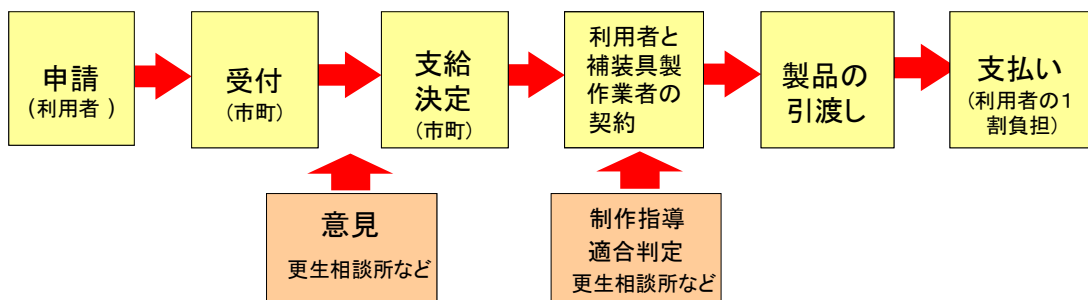 申請
(利用者 )
受付
(市町)
支給
決定
(市町)
利用者と
補装具製
作業者の
契約
製品の
引渡し
支払い
(利用者の1
割負担)
意見
更生相談所など
制作指導
適合判定
更生相談所など